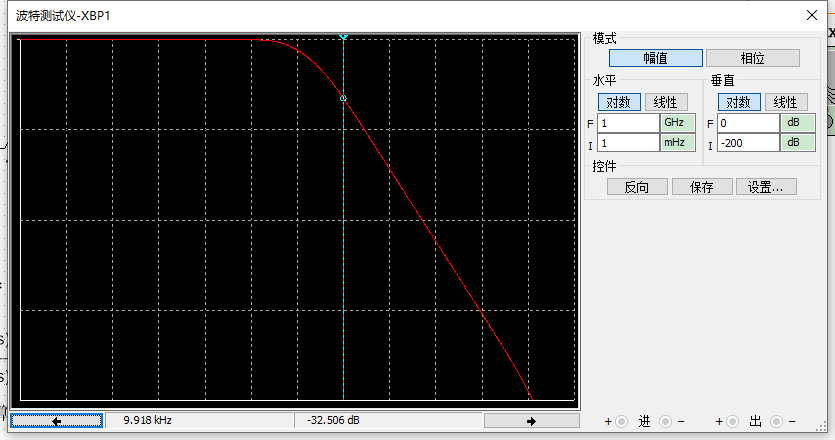 波特测试仪-XBP1
模式
幅值 相位
水平 垂直
对数 线性 对数 线性
F 1 GHz F 0 dB
I 1 mHz I -200 dB
控件
反向 保存 设置...
9.918 kHz -32.506 dB
+ 进 - + 出 -